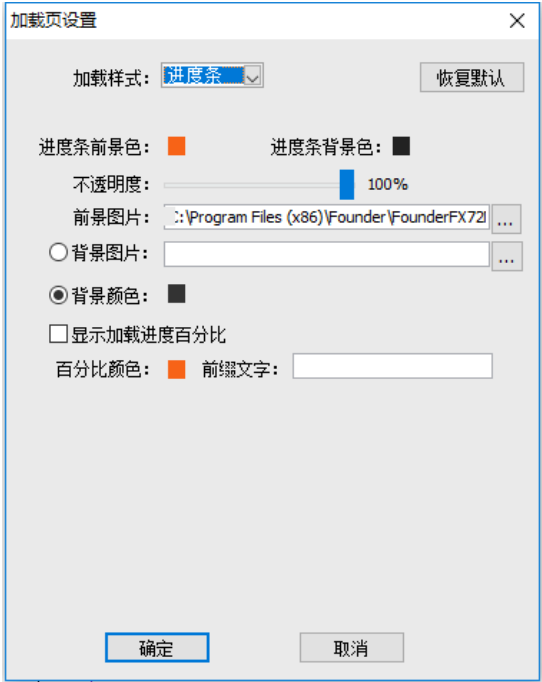 加载页设置
加载样式： 进度条 恢复默认
进度条前景色： 进度条背景色：
不透明度： 100%
前景图片： C:\Program Files (x86)\Founder\FounderFX72I ...
背景图片： ...
背景颜色：
显示加载进度百分比
百分比颜色： 前缀文字：
确定 取消